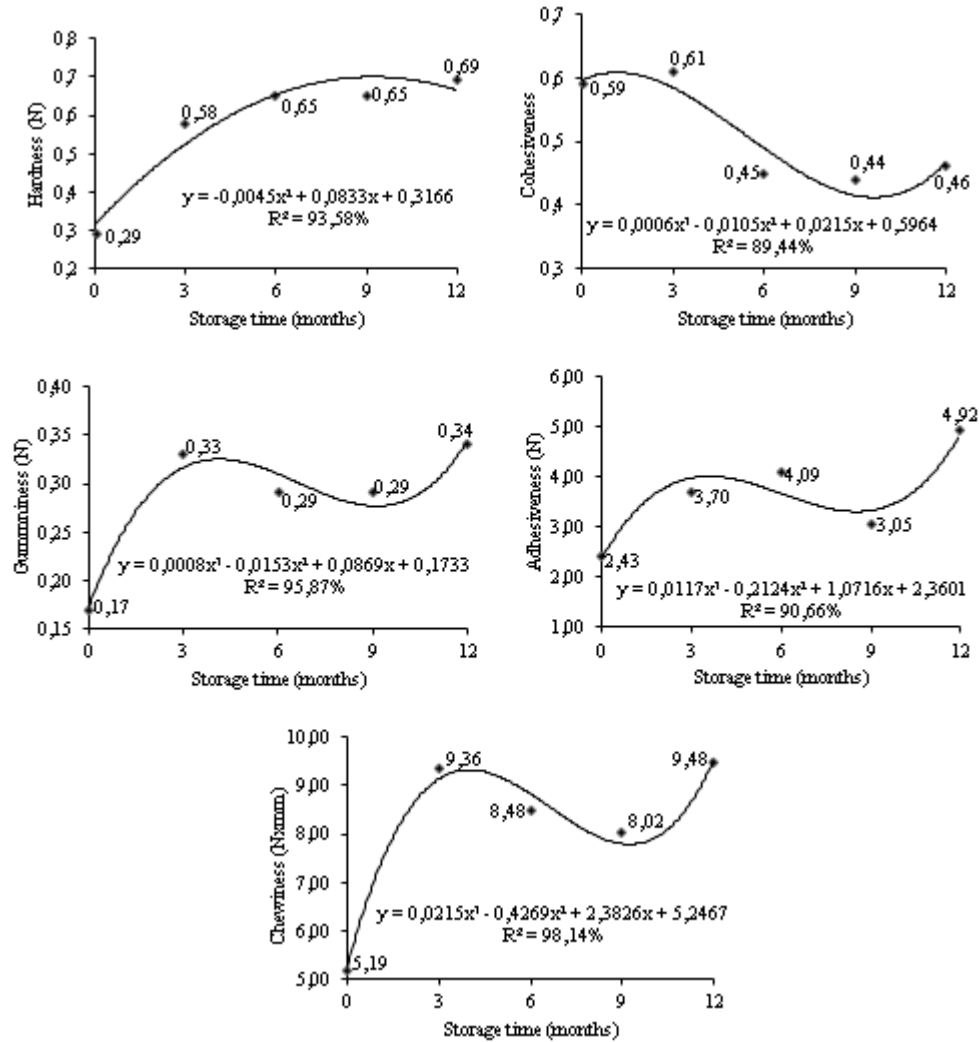 0,8
0,7
0,6
0,5
0,4
0,3
0,2
Hardness (N)
0,29
0,58
0,65
0,65
0,69
y = -0,0045x² + 0,0833x + 0,3166
R² = 93,58%
0 3 6 9 12
Storage time (months)
0,7
0,6
0,5
0,4
0,3
Cohesiveness
0,59
0,61
0,45
0,44
0,46
y = 0,0006x³ - 0,0105x² + 0,0215x + 0,5964
R² = 89,44%
0 3 6 9 12
Storage time (months)
0,40
0,35
0,30
0,25
0,20
0,15
Gummniness (N)
0,17
0,33
0,29
0,29
0,34
y = 0,0008x³ - 0,0153x² + 0,0869x + 0,1733
R² = 95,87%
0 3 6 9 12
Storage time (months)
6,00
5,00
4,00
3,00
2,00
1,00
Adhesiveness (N)
2,43
3,70
4,09
3,05
4,92
y = 0,0117x³ - 0,2124x² + 1,0716x + 2,3601
R² = 90,66%
0 3 6 9 12
Storage time (months)
10,00
9,00
8,00
7,00
6,00
5,00
Chewiness (Nxmm)
5,19
9,36
8,48
8,02
9,48
y = 0,0215x³ - 0,4269x² + 2,3826x + 5,2467
R² = 98,14%
0 3 6 9 12
Storage time (months)